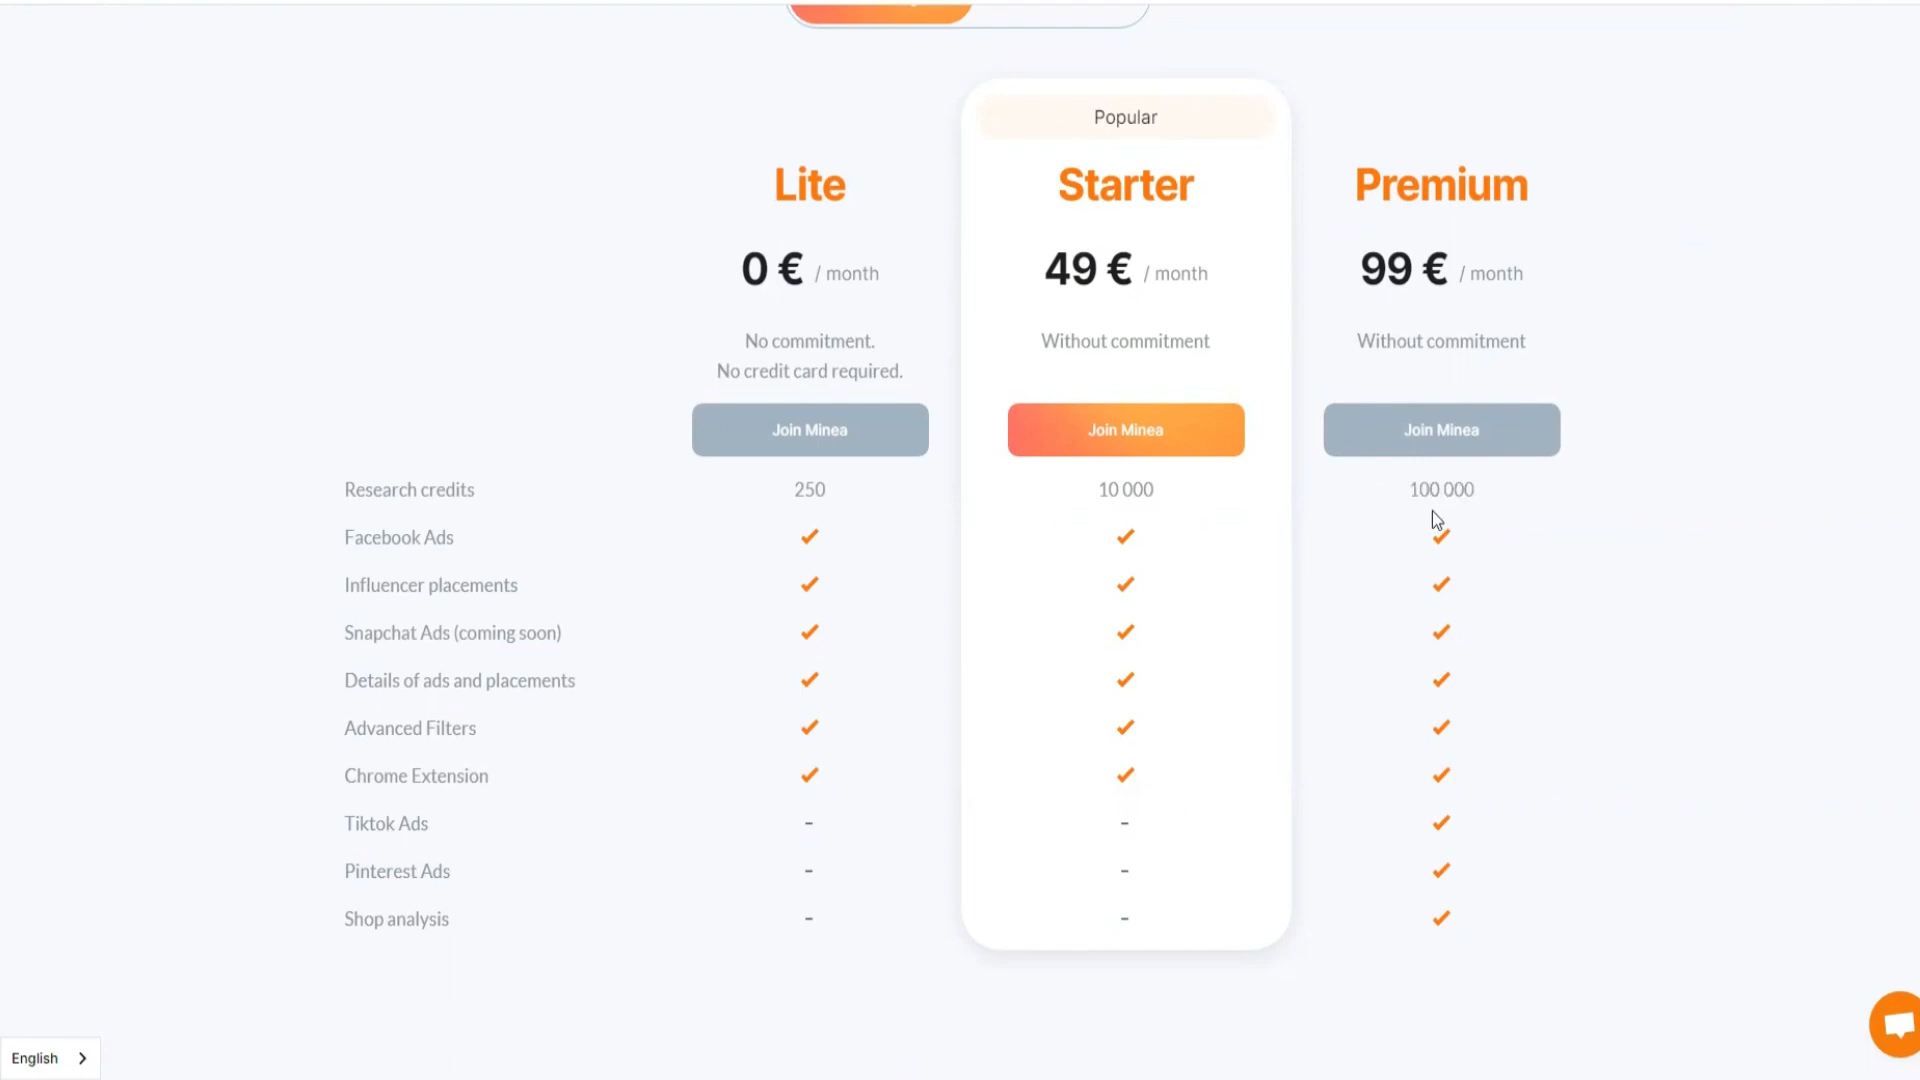 Popular
Lite
Starter
Premium
0 € / month
49 € / month
99 € / month
No commitment.
No credit card required.
Without commitment
Without commitment
Join Minea
Join Minea
Join Minea
Research credits 250 10 000 100 000
Facebook Ads ✔ ✔ ✔
Influencer placements ✔ ✔ ✔
Snapchat Ads (coming soon) ✔ ✔ ✔
Details of ads and placements ✔ ✔ ✔
Advanced Filters ✔ ✔ ✔
Chrome Extension ✔ ✔ ✔
Tiktok Ads - - ✔
Pinterest Ads - - ✔
Shop analysis - - ✔
English